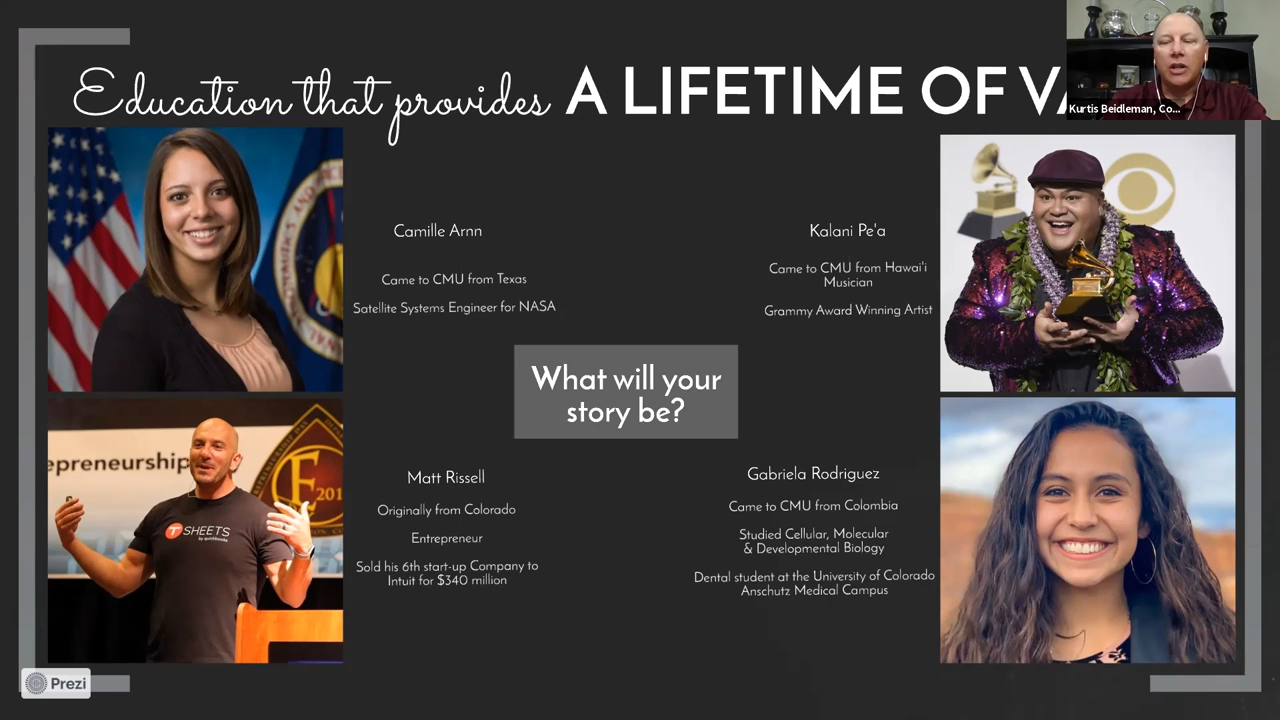 Education that provides A LIFETIME OF
Kurtis Beidleman, Co...
Camille Arnn
Came to CMU from Texas
Satellite Systems Engineer for NASA
Kalani Pe'a
Came to CMU from Hawai'i
Musician
Grammy Award Winning Artist
What will your
story be?
epreneurship
E
201
T SHEETS
by quickbooks
Matt Rissell
Originally from Colorado
Entrepreneur
Sold his 6th start-up Company to
Intuit for $340 million
Gabriela Rodriguez
Came to CMU from Colombia
Studied Cellular, Molecular
& Developmental Biology
Dental student at the University of Colorado
Anschutz Medical Campus
Prezi